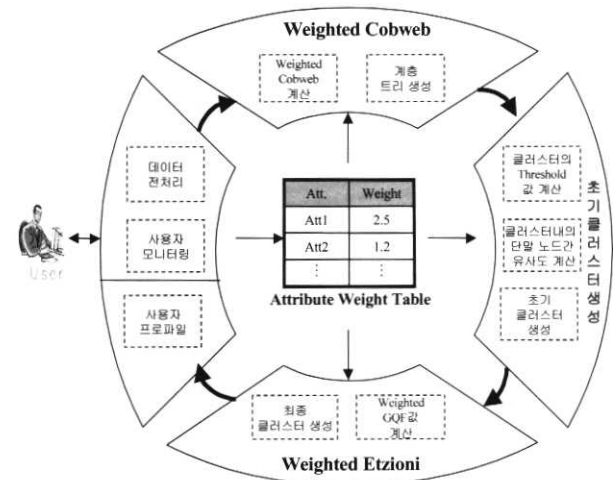 Weighted Cobweb
Weighted
Cobweb
계산
계층
트리 생성
데이터
전처리
사용자
모니터링
사용자
프로파일
User
Att.
Weight
Att1
2.5
Att2
1.2
⋮
⋮
Attribute Weight Table
클러스터의
Threshold
값 계산
클러스터내의
단말 노드간
유사도 계산
초기
클러스터
생성
초기클러스터생성
최종
클러스터 생성
Weighted
GQF값
계산
Weighted Etzioni